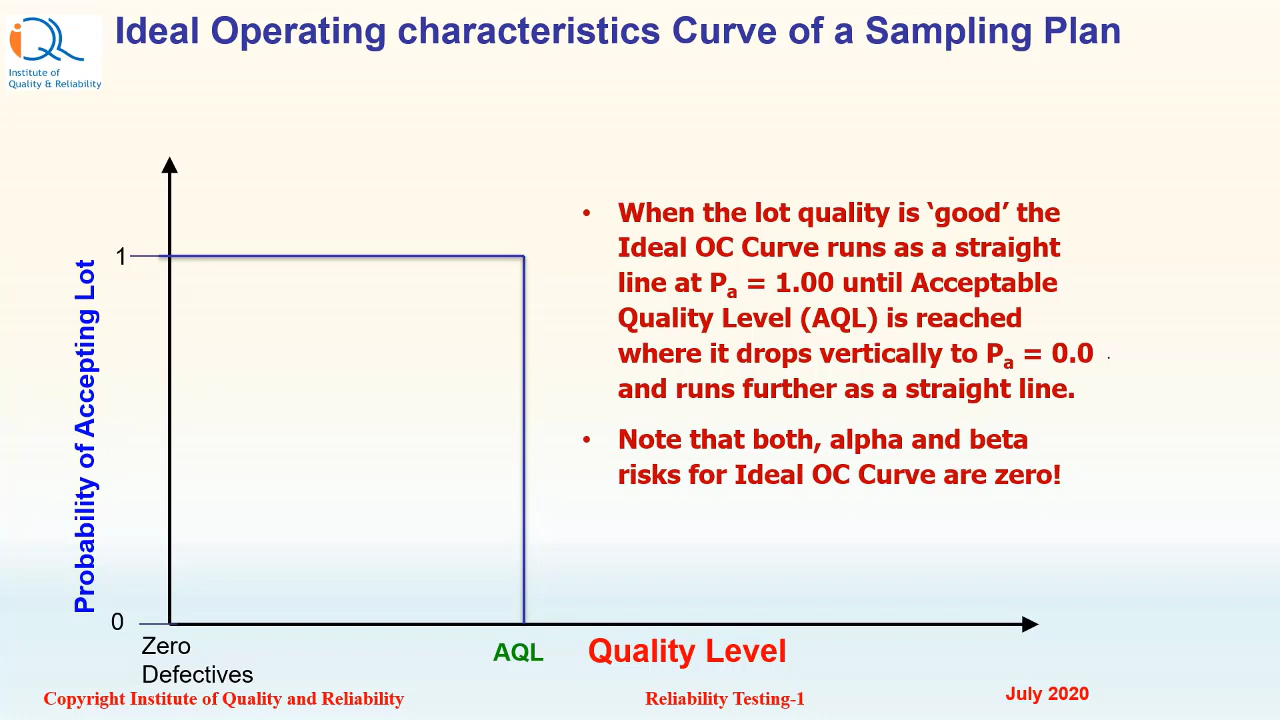 Ideal Operating characteristics Curve of a Sampling Plan
iQR
Institute of
Quality & Reliability
• When the lot quality is ‘good’ the
Ideal OC Curve runs as a straight
line at Pa = 1.00 until Acceptable
Quality Level (AQL) is reached
where it drops vertically to Pa = 0.0
and runs further as a straight line.
• Note that both, alpha and beta
risks for Ideal OC Curve are zero!
Probability of Accepting Lot
1
0
Zero
Defectives
AQL
Quality Level
Copyright Institute of Quality and Reliability
Reliability Testing-1
July 2020